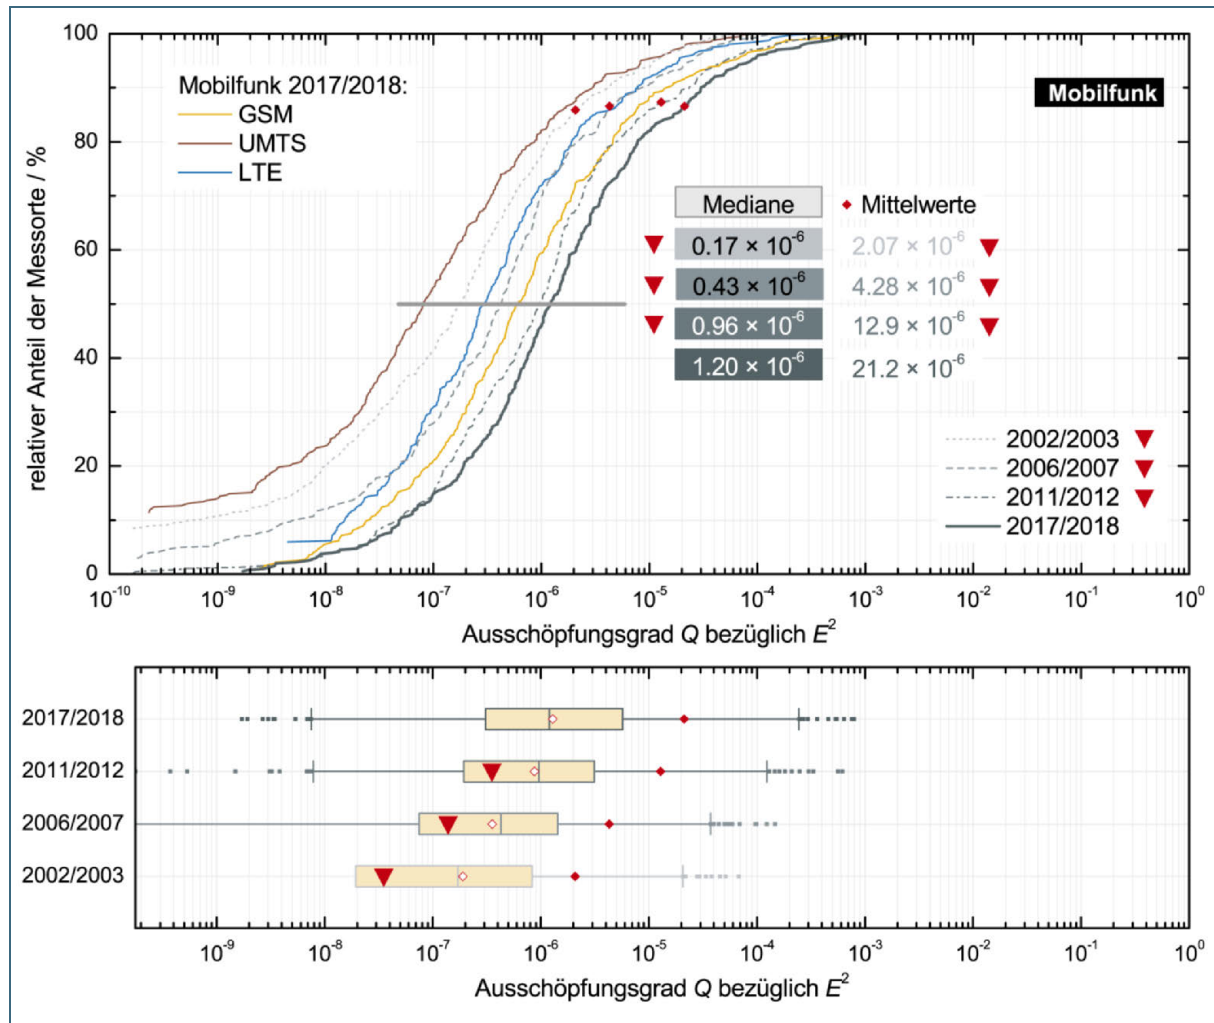 100
80
60
40
20
0
relativer Anteil der Messorte / %
Mobilfunk 2017/2018:
GSM
UMTS
LTE
Mobilfunk
Mediane
Mittelwerte
0.17 × 10⁻⁶ 2.07 × 10⁻⁶
0.43 × 10⁻⁶ 4.28 × 10⁻⁶
0.96 × 10⁻⁶ 12.9 × 10⁻⁶
1.20 × 10⁻⁶ 21.2 × 10⁻⁶
2002/2003
2006/2007
2011/2012
2017/2018
10⁻¹⁰ 10⁻⁹ 10⁻⁸ 10⁻⁷ 10⁻⁶ 10⁻⁵ 10⁻⁴ 10⁻³ 10⁻² 10⁻¹ 10⁰
Ausschöpfungsgrad Q bezüglich E²
2017/2018
2011/2012
2006/2007
2002/2003
10⁻⁹ 10⁻⁸ 10⁻⁷ 10⁻⁶ 10⁻⁵ 10⁻⁴ 10⁻³ 10⁻² 10⁻¹ 10⁰
Ausschöpfungsgrad Q bezüglich E²